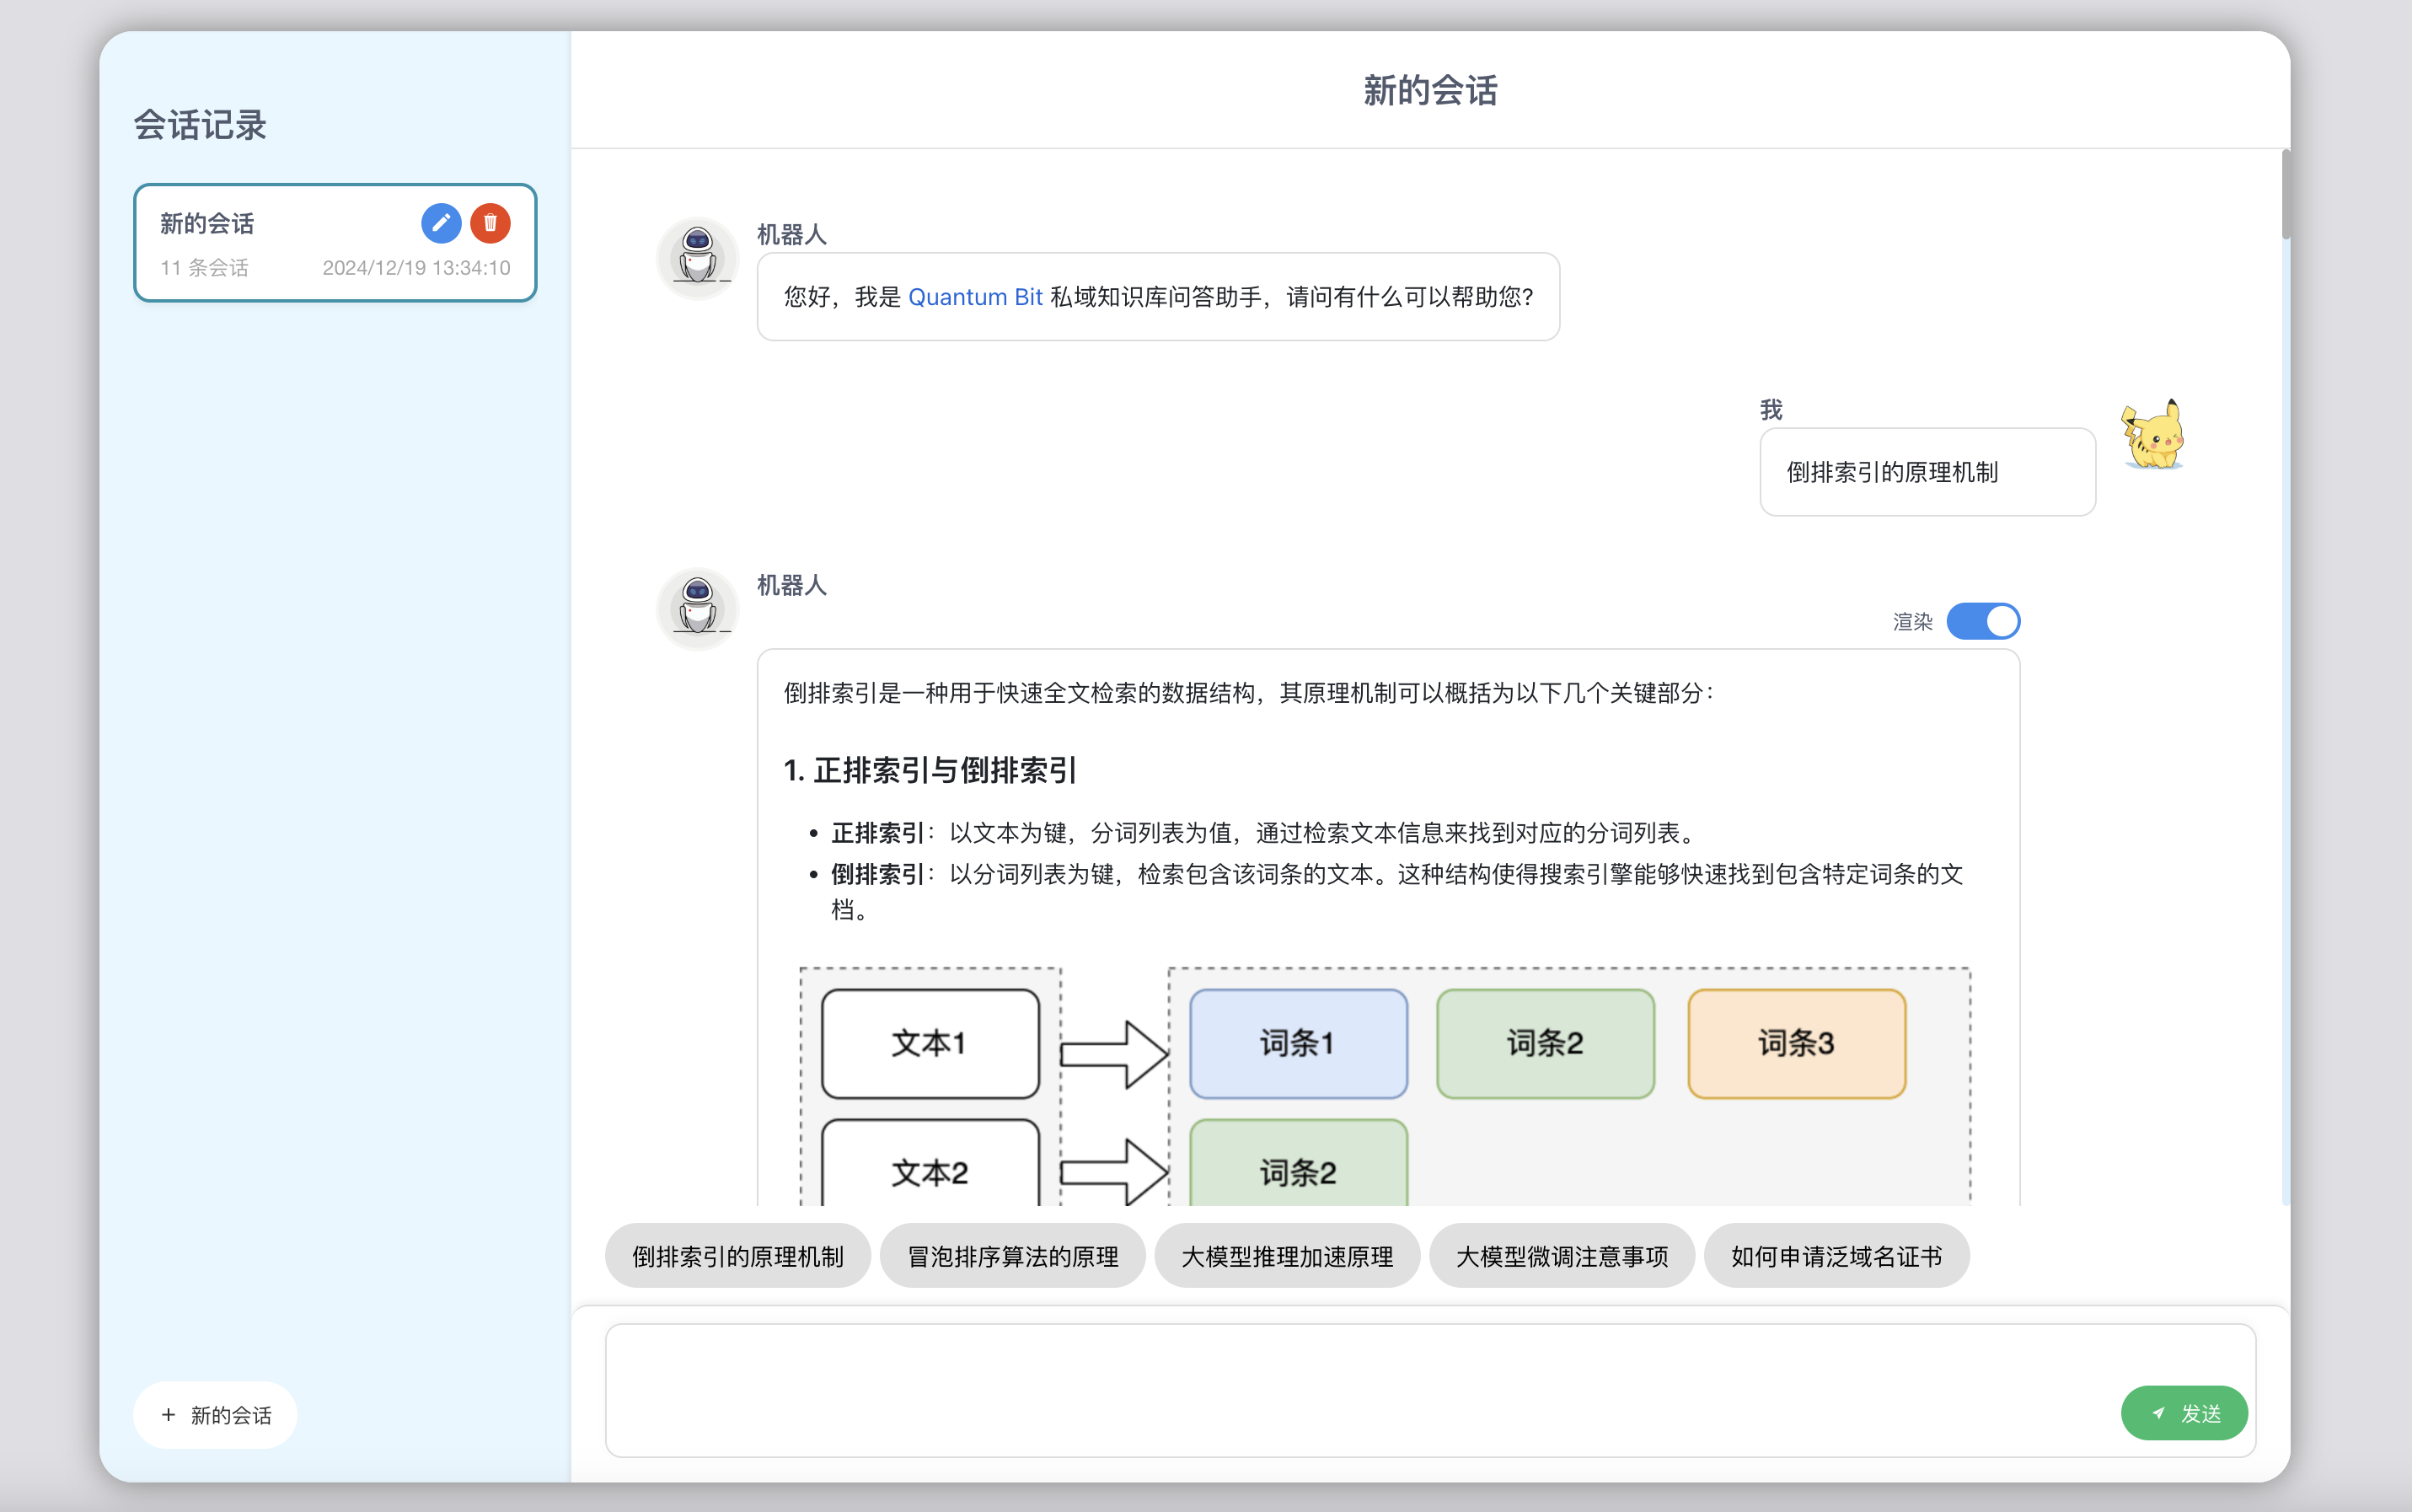 会话记录
新的会话
11 条会话 2024/12/19 13:34:10
+ 新的会话
新的会话
机器人
您好，我是 Quantum Bit 私域知识库问答助手，请问有什么可以帮助您？
我
倒排索引的原理机制
机器人
渲染
倒排索引是一种用于快速全文检索的数据结构，其原理机制可以概括为以下几个关键部分：
1. 正排索引与倒排索引
• 正排索引：以文本为键，分词列表为值，通过检索文本信息来找到对应的分词列表。
• 倒排索引：以分词列表为键，检索包含该词条的文本。这种结构使得搜索引擎能够快速找到包含特定词条的文
档。
文本1 词条1 词条2 词条3
文本2 词条2
倒排索引的原理机制 冒泡排序算法的原理 大模型推理加速原理 大模型微调注意事项 如何申请泛域名证书
发送